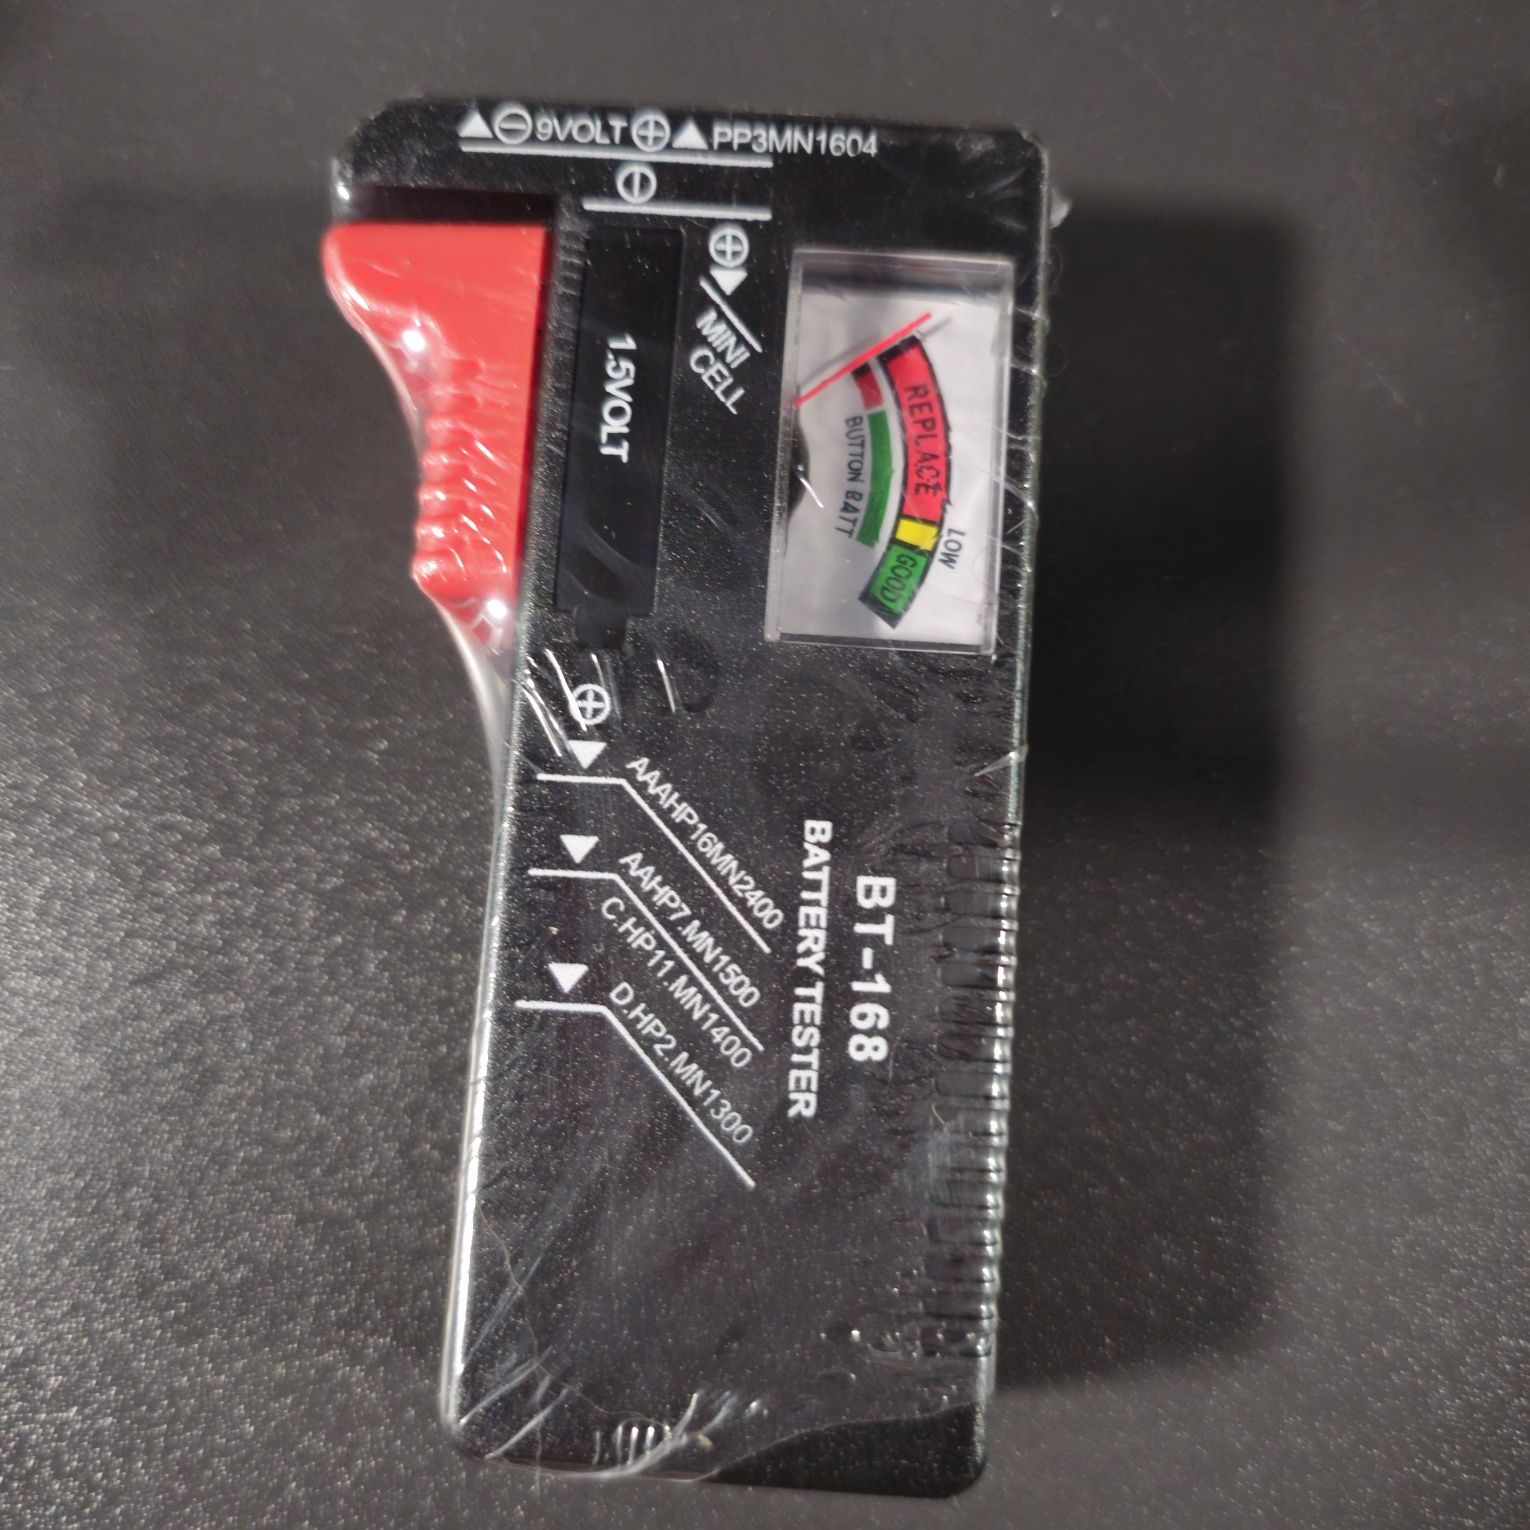 ⊖ 9VOLT ⊕ PP3MN1604
⊖
⊕
MINI
CELL
1.5VOLT
REPLACE
LOW
GOOD
BUTTON BATT
⊕
AAAHP16MN2400
AAHP7.MN1500
C.HP11.MN1400
D.HP2.MN1300
BT-168
BATTERY TESTER